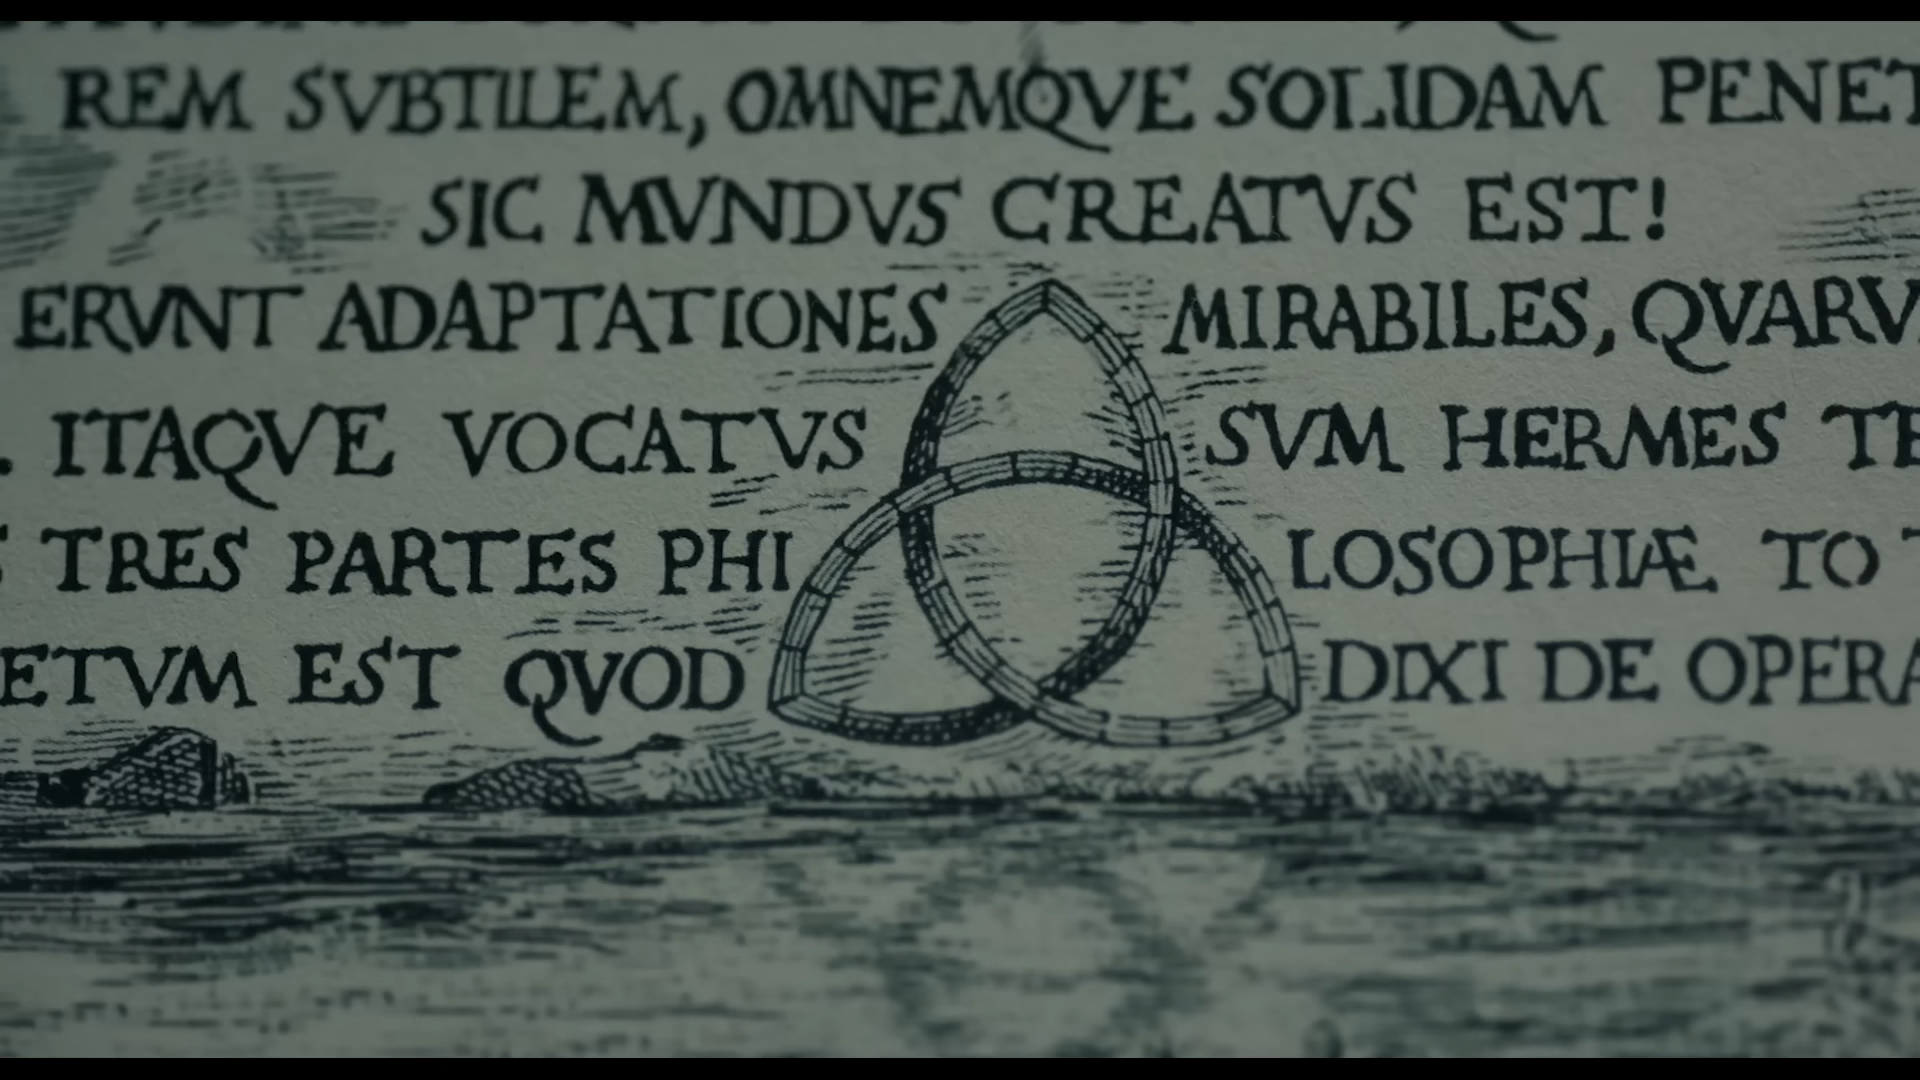 REM SVBTILEM, OMNEMQVE SOLIDAM PENET
SIC MVNDVS CREATVS EST!
ERVNT ADAPTATIONES MIRABILES, QVARV
. ITAQVE VOCATVS SVM HERMES TE
S TRES PARTES PHI LOSOPHIÆ TO T
ETVM EST QVOD DIXI DE OPERA